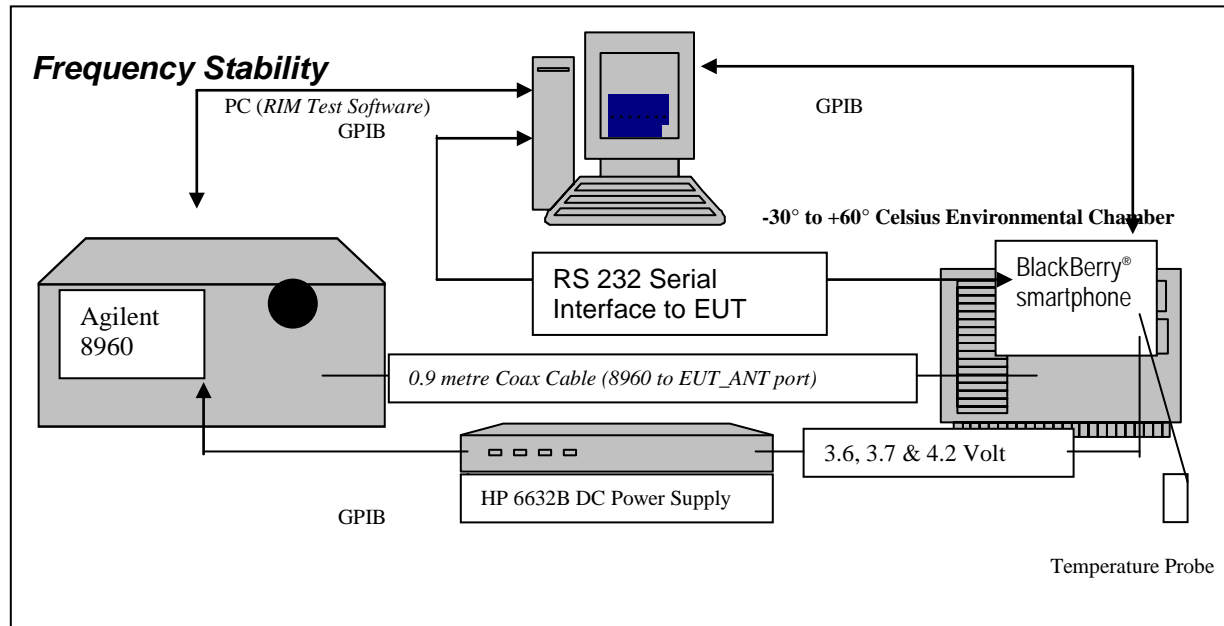 Frequency Stability
PC (RIM Test Software)
GPIB
GPIB
-30° to +60° Celsius Environmental Chamber
BlackBerry®
smartphone
RS 232 Serial
Interface to EUT
Agilent
8960
0.9 metre Coax Cable (8960 to EUT_ANT port)
3.6, 3.7 & 4.2 Volt
HP 6632B DC Power Supply
GPIB
Temperature Probe